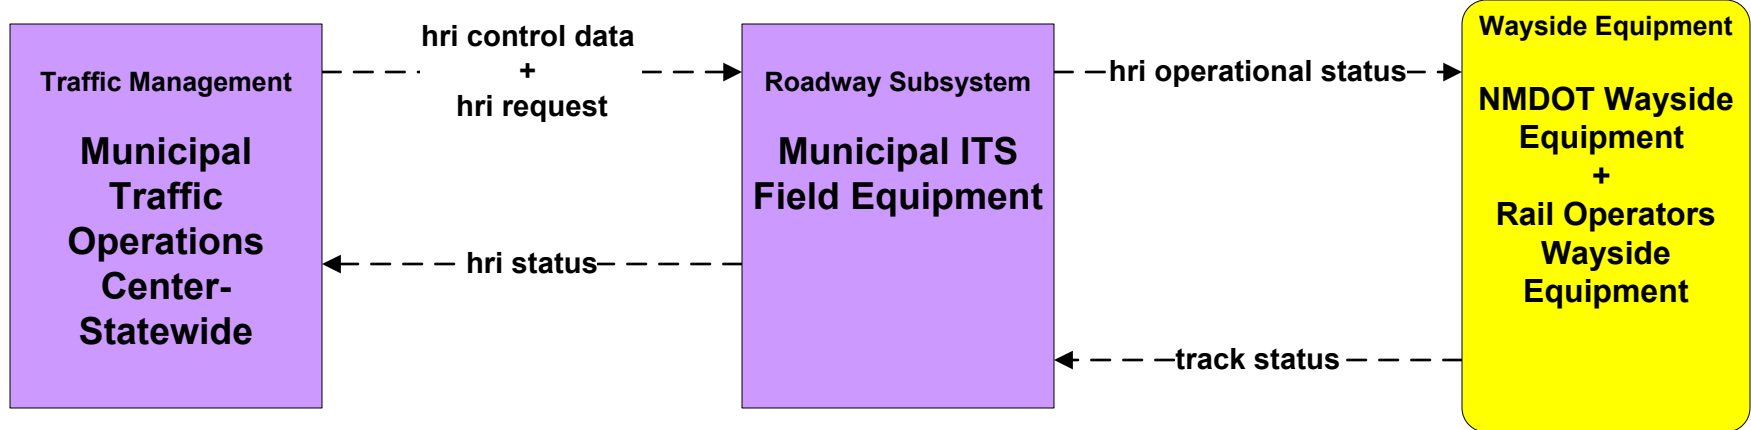 Traffic Management
Municipal
Traffic
Operations
Center-
Statewide
hri control data
+
hri request
hri status
Roadway Subsystem
Municipal ITS
Field Equipment
hri operational status
track status
Wayside Equipment
NMDOT Wayside
Equipment
+
Rail Operators
Wayside
Equipment